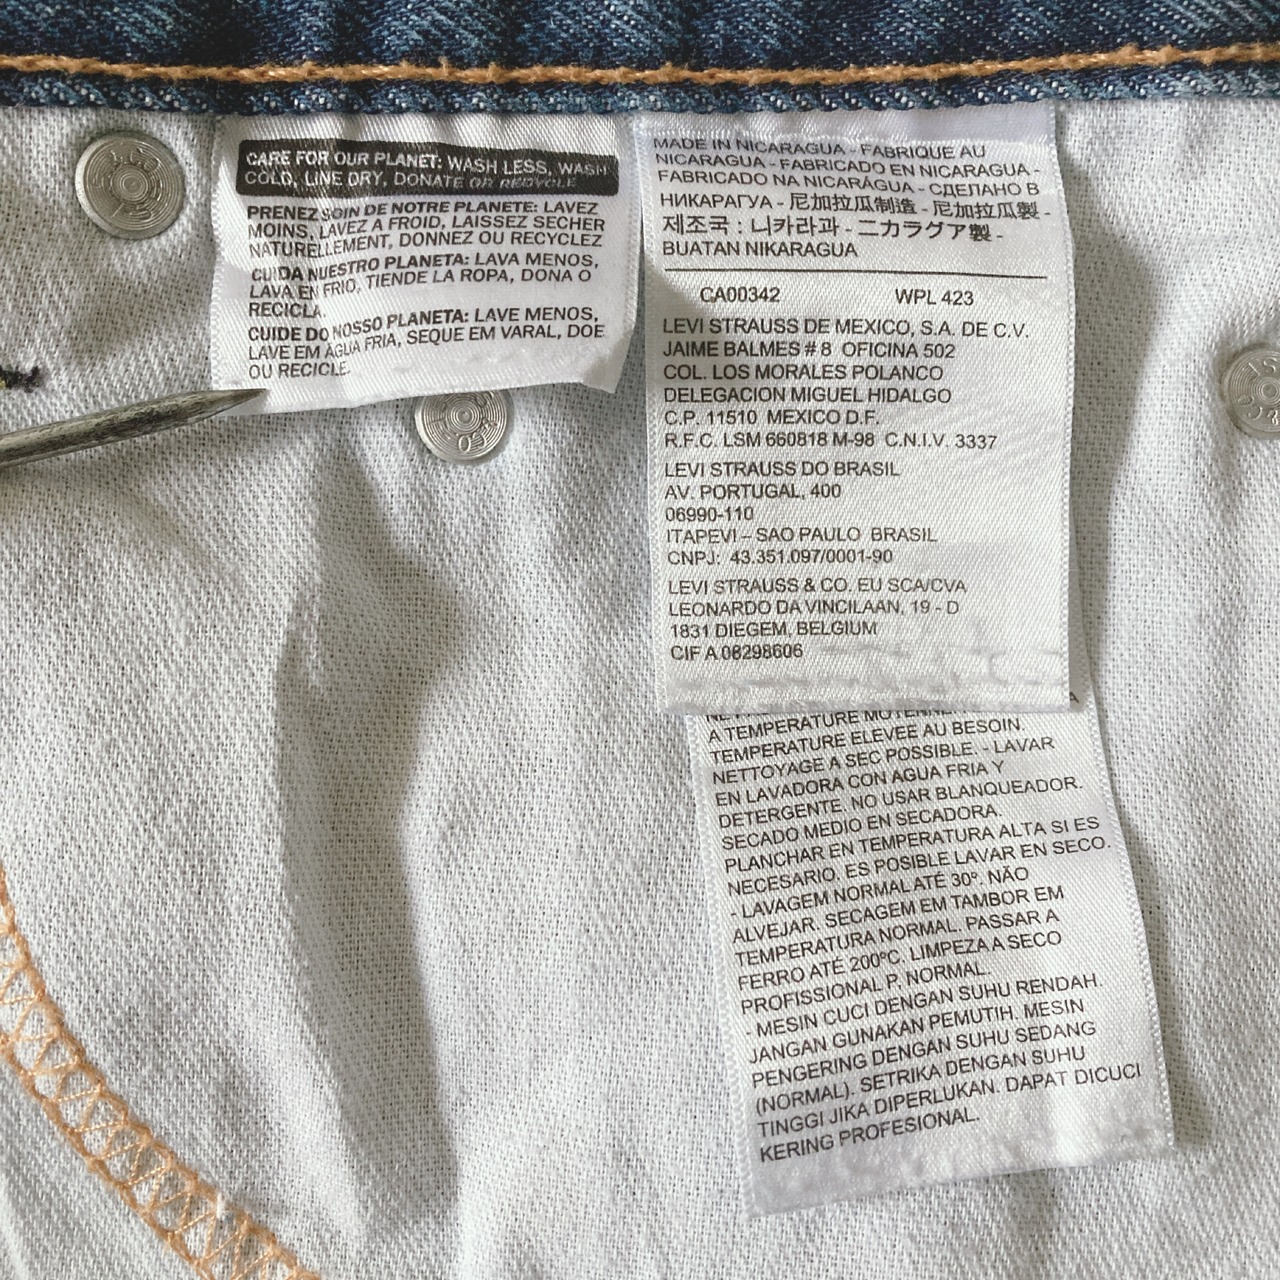 CARE FOR OUR PLANET: WASH LESS, WASH
COLD, LINE DRY, DONATE OR RECYCLE
PRENEZ SOIN DE NOTRE PLANETE: LAVEZ
MOINS, LAVEZ A FROID, LAISSEZ SECHER
NATURELLEMENT, DONNEZ OU RECYCLEZ
CUIDA NUESTRO PLANETA: LAVA MENOS,
LAVA EN FRIO, TIENDE LA ROPA, DONA O
RECICLA.
CUIDE DO NOSSO PLANETA: LAVE MENOS,
LAVE EM ÁGUA FRIA, SEQUE EM VARAL, DOE
OU RECICLE.
MADE IN NICARAGUA - FABRIQUE AU
NICARAGUA - FABRICADO EN NICARAGUA -
FABRICADO NA NICARÁGUA - СДЕЛАНО В
НИКАРАГУА - 尼加拉瓜制造 - 尼加拉瓜製 -
제조국 : 니카라과 - ニカラグア製 -
BUATAN NIKARAGUA
CA00342 WPL 423
LEVI STRAUSS DE MEXICO, S.A. DE C.V.
JAIME BALMES # 8 OFICINA 502
COL. LOS MORALES POLANCO
DELEGACION MIGUEL HIDALGO
C.P. 11510 MEXICO D.F.
R.F.C. LSM 660818 M-98 C.N.I.V. 3337
LEVI STRAUSS DO BRASIL
AV. PORTUGAL, 400
06990-110
ITAPEVI – SAO PAULO BRASIL
CNPJ: 43.351.097/0001-90
LEVI STRAUSS & CO. EU SCA/CVA
LEONARDO DA VINCILAAN, 19 - D
1831 DIEGEM, BELGIUM
CIF A 08298606
A TEMPERATURE MOYENNE
TEMPERATURE ELEVEE AU BESOIN.
NETTOYAGE A SEC POSSIBLE. - LAVAR
EN LAVADORA CON AGUA FRIA Y
DETERGENTE. NO USAR BLANQUEADOR.
SECADO MEDIO EN SECADORA.
PLANCHAR EN TEMPERATURA ALTA SI ES
NECESARIO. ES POSIBLE LAVAR EN SECO.
- LAVAGEM NORMAL ATÉ 30º. NÃO
ALVEJAR. SECAGEM EM TAMBOR EM
TEMPERATURA NORMAL. PASSAR A
FERRO ATÉ 200ºC. LIMPEZA A SECO
PROFISSIONAL P, NORMAL.
- MESIN CUCI DENGAN SUHU RENDAH.
JANGAN GUNAKAN PEMUTIH. MESIN
PENGERING DENGAN SUHU SEDANG
(NORMAL). SETRIKA DENGAN SUHU
TINGGI JIKA DIPERLUKAN. DAPAT DICUCI
KERING PROFESIONAL.